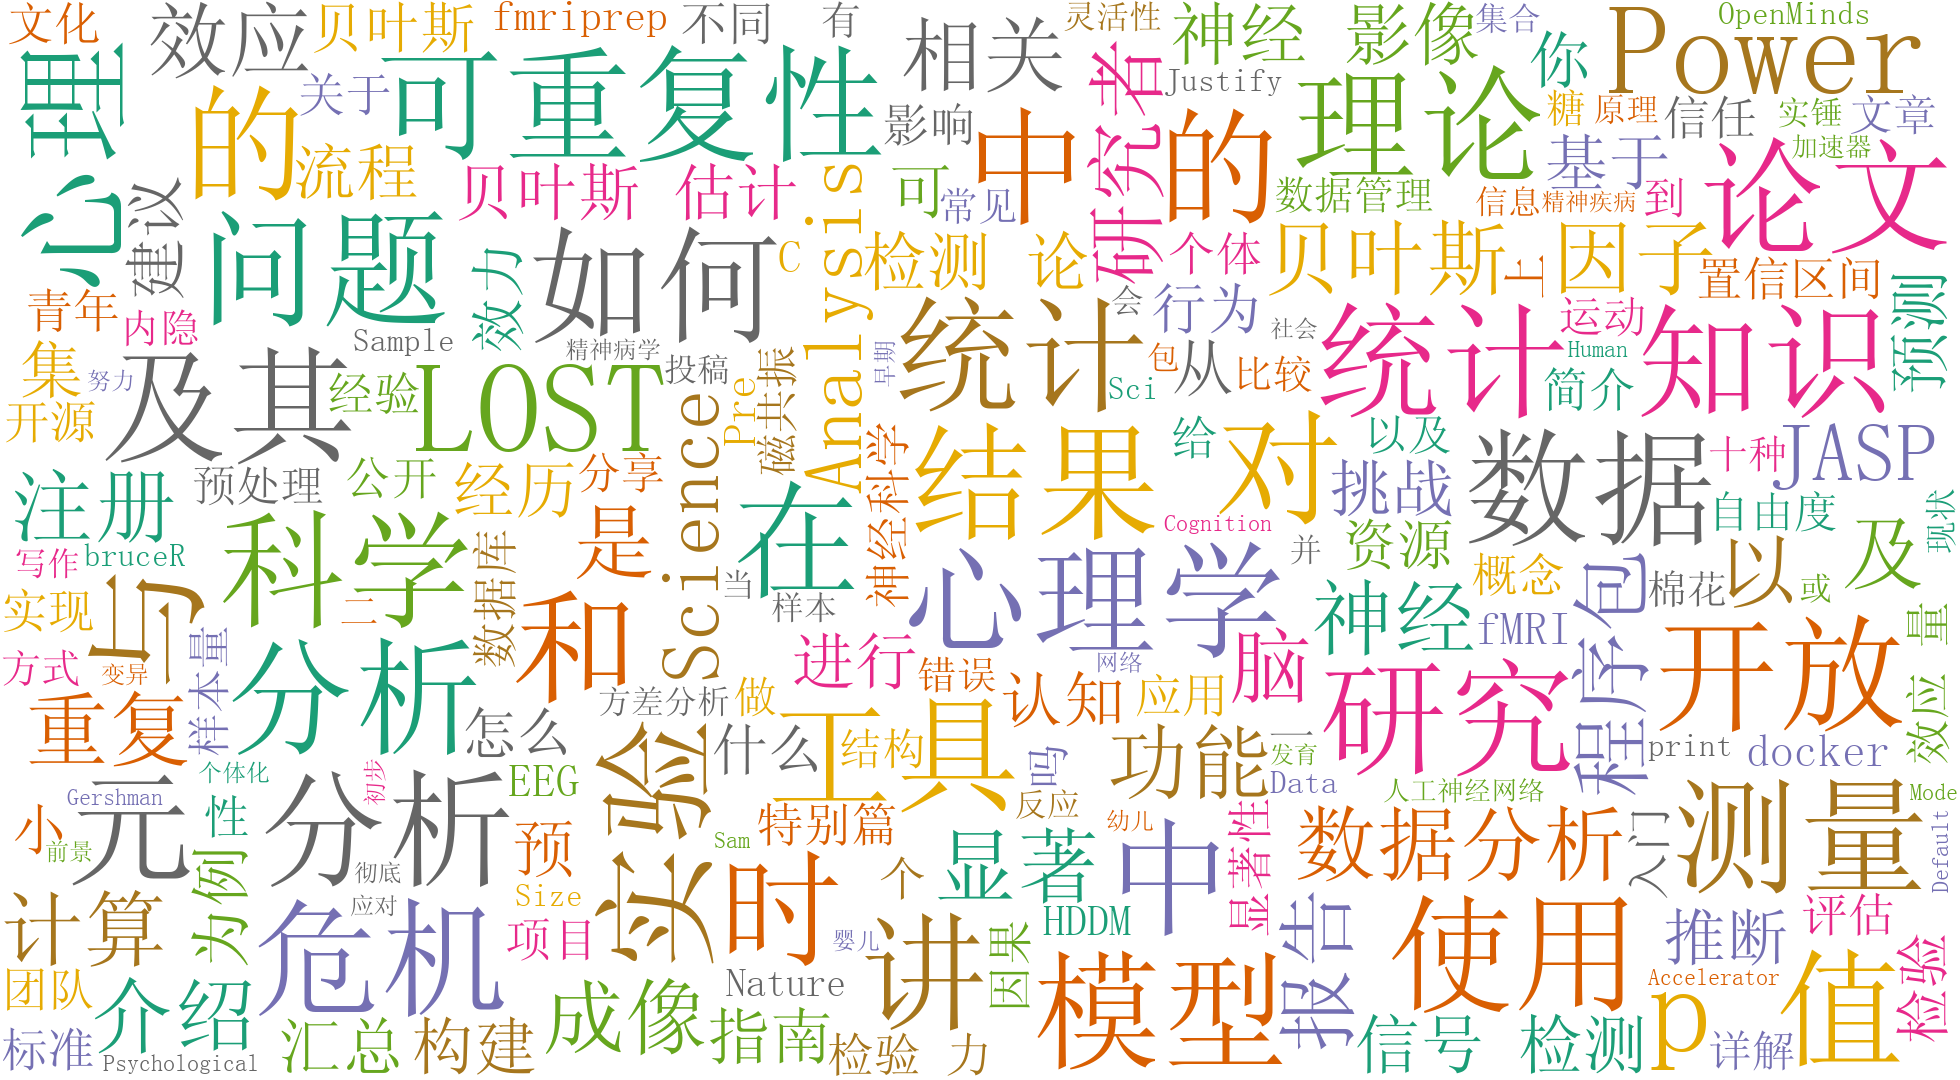 文化
效应
贝叶斯
fmriprep
不同
有
灵活性
神经
影像
集合
你
Power
OpenMinds
心理
关于
可重复性
相关
研究者
Justify
理论
糖
原理
信任
实锤
文章
的
流程
影响
中
的
基于
加速器
论文
建议
贝叶斯
估计
Analysis
可
常见
数据管理
信息
精神疾病
到
问题
效力
如何
C
检测
论
个体
贝叶斯
上
因子
置信区间
青年
内隐
Sample
精神病学
统计
会
行为
社会
统计
运动
知识
预测
集
努力
及其
经验
LOST
投稿
Pre
磁共振
早期
Sci
包
从
比较
Human
简介
开源
Science
神经科学
结果
给
对
以及
挑战
数据
十种
JASP
注册
预处理
公开
经历
分享
Cognition
资源
自由度
现状
写作
bruceR
科学
数据库
是
在
心理学
并
神经
概念
程序包
棉花
以
或
及
量
实现
与
二
和
当
样本
fMRI
方式
变异
样本量
分析
进行
错误
网络
认知
应用
脑
研究
开放
效应
重复
怎么
方差分析
做
什么
工具
结构
吗
功能
一
发育
print
docker
个体化
初步
EEG
实验
Data
人工神经网络
Mode
元
Gershman
分析
性
小
前景
预
Sam
特别篇
反应
幼儿
显著性
数据分析
入门
测量
Default
计算
为例
彻底
Size
应对
时
个
显著
中
危机
项目
婴儿
讲
因果
HDDM
报告
使用
推断
评估
团队
介绍
Nature
模型
Accelerator
p
值
检验
标准
Psychological
汇总
构建
成像
指南
检验
力
信号
检测
详解